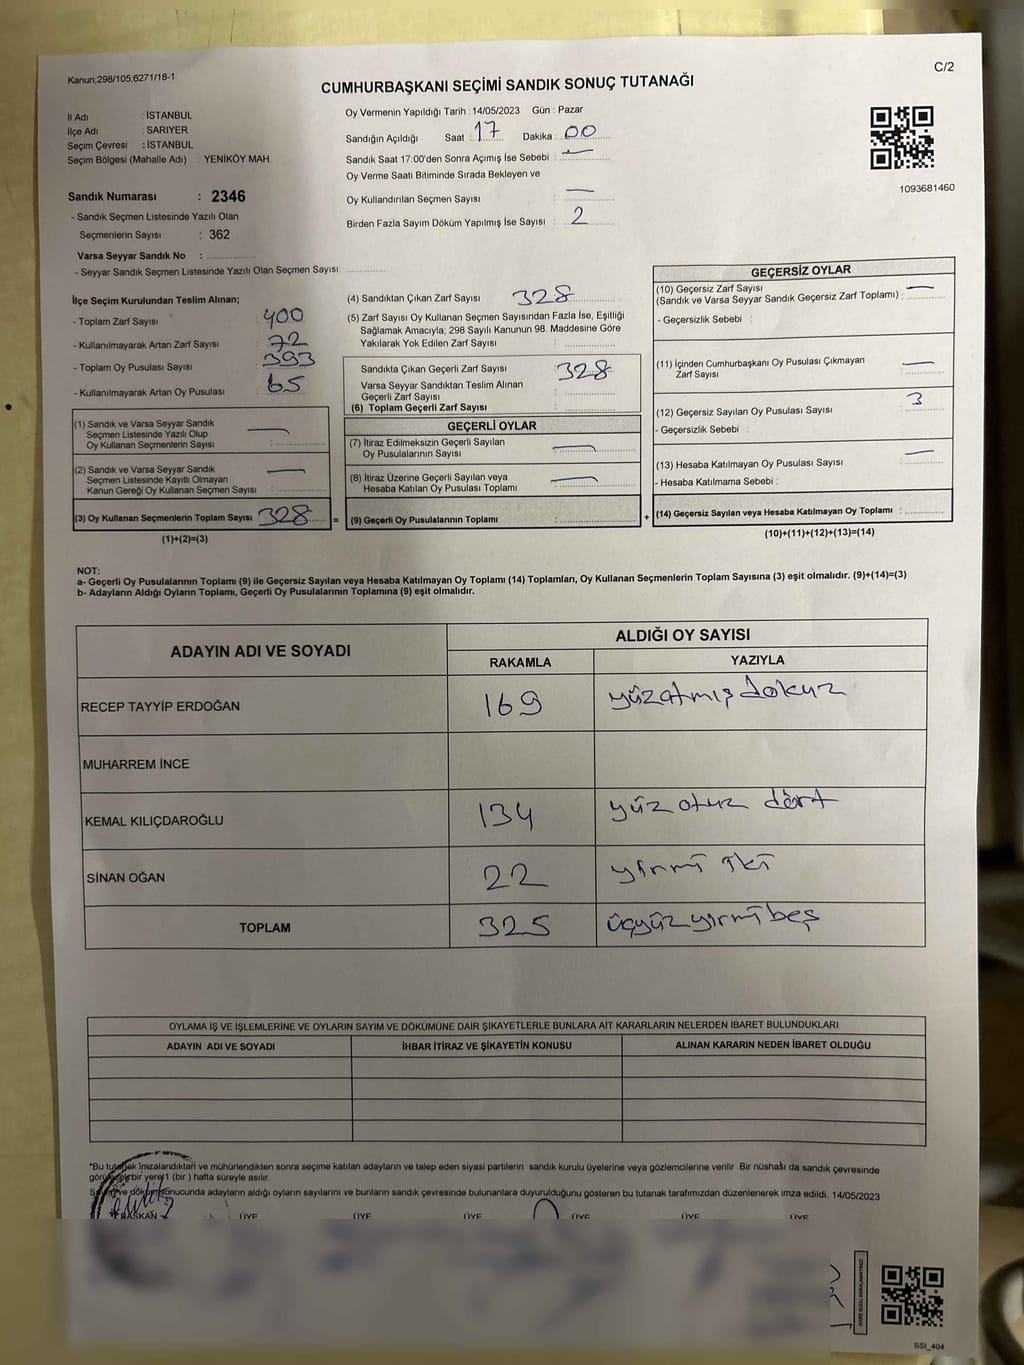 Kanun;298/105,6271/18-1
C/2
CUMHURBAŞKANI SEÇİMİ SANDIK SONUÇ TUTANAĞI
İl Adı : İSTANBUL
İlçe Adı : SARIYER
Seçim Çevresi : İSTANBUL
Seçim Bölgesi (Mahalle Adı) : YENİKÖY MAH.
Sandık Numarası : 2346
- Sandık Seçmen Listesinde Yazılı Olan
Seçmenlerin Sayısı : 362
Varsa Seyyar Sandık No :
- Seyyar Sandık Seçmen Listesinde Yazılı Olan Seçmen Sayısı:
Oy Vermenin Yapıldığı Tarih : 14/05/2023 Gün : Pazar
Sandığın Açıldığı Saat : 17 Dakika : 00
Sandık Saat 17:00'den Sonra Açımış İse Sebebi : —
Oy Verme Saati Bitiminde Sırada Bekleyen ve
Oy Kullandırılan Seçmen Sayısı : —
Birden Fazla Sayım Döküm Yapılmış İse Sayısı : 2
1093681460
İlçe Seçim Kurulundan Teslim Alınan;
- Toplam Zarf Sayısı : 400
- Kullanılmayarak Artan Zarf Sayısı : 72
- Toplam Oy Pusulası Sayısı : 393
- Kullanılmayarak Artan Oy Pusulası : 65
(1) Sandık ve Varsa Seyyar Sandık
Seçmen Listesinde Yazılı Olup
Oy Kullanan Seçmenlerin Sayısı : —
(2) Sandık ve Varsa Seyyar Sandık
Seçmen Listesinde Kayıtlı Olmayan
Kanun Gereği Oy Kullanan Seçmen Sayısı : —
(3) Oy Kullanan Seçmenlerin Toplam Sayısı 328
(1)+(2)=(3)
(4) Sandıktan Çıkan Zarf Sayısı 328
(5) Zarf Sayısı Oy Kullanan Seçmen Sayısından Fazla İse, Eşitliği
Sağlamak Amacıyla; 298 Sayılı Kanunun 98. Maddesine Göre
Yakılarak Yok Edilen Zarf Sayısı :
Sandıkta Çıkan Geçerli Zarf Sayısı : 328
Varsa Seyyar Sandıktan Teslim Alınan
Geçerli Zarf Sayısı :
(6) Toplam Geçerli Zarf Sayısı :
GEÇERLİ OYLAR
(7) İtiraz Edilmeksizin Geçerli Sayılan
Oy Pusulalarının Sayısı : —
(8) İtiraz Üzerine Geçerli Sayılan veya
Hesaba Katılan Oy Pusulası Toplamı : —
= (9) Geçerli Oy Pusulalarının Toplamı :
GEÇERSİZ OYLAR
(10) Geçersiz Zarf Sayısı
(Sandık ve Varsa Seyyar Sandık Geçersiz Zarf Toplamı) : —
- Geçersizlik Sebebi :
(11) İçinden Cumhurbaşkanı Oy Pusulası Çıkmayan
Zarf Sayısı : —
(12) Geçersiz Sayılan Oy Pusulası Sayısı : 3
- Geçersizlik Sebebi :
(13) Hesaba Katılmayan Oy Pusulası Sayısı : —
- Hesaba Katılmama Sebebi :
+ (14) Geçersiz Sayılan veya Hesaba Katılmayan Oy Toplamı :
(10)+(11)+(12)+(13)=(14)
NOT:
a- Geçerli Oy Pusulalarının Toplamı (9) ile Geçersiz Sayılan veya Hesaba Katılmayan Oy Toplamı (14) Toplamları, Oy Kullanan Seçmenlerin Toplam Sayısına (3) eşit olmalıdır. (9)+(14)=(3)
b- Adayların Aldığı Oyların Toplamı, Geçerli Oy Pusulalarının Toplamına (9) eşit olmalıdır.
ADAYIN ADI VE SOYADI ALDIĞI OY SAYISI
RAKAMLA YAZIYLA
RECEP TAYYİP ERDOĞAN 169 yüzatmışdokuz
MUHARREM İNCE
KEMAL KILIÇDAROĞLU 134 yüz otuz dört
SİNAN OĞAN 22 yirmi iki
TOPLAM 325 üçyüzyirmibeş
OYLAMA İŞ VE İŞLEMLERİNE VE OYLARIN SAYIM VE DÖKÜMÜNE DAİR ŞİKAYETLERLE BUNLARA AİT KARARLARIN NELERDEN İBARET BULUNDUKLARI
ADAYIN ADI VE SOYADI İHBAR İTİRAZ VE ŞİKAYETİN KONUSU ALINAN KARARIN NEDEN İBARET OLDUĞU
*Bu tutanak imzalandıktan ve mühürlendikten sonra seçime katılan adayların ve talep eden siyasi partilerin sandık kurulu üyelerine veya gözlemcilerine verilir. Bir nüshası da sandık çevresinde
bir yere 1 (bir ) hafta süreyle asılır.
sonucunda adayların aldığı oyların sayılarını ve bunların sandık çevresinde bulunanlara duyurulduğunu gösteren bu tutanak tarafımızdan düzenlenerek imza edildi. 14/05/2023
BAŞKAN ÜYE ÜYE ÜYE ÜYE ÜYE ÜYE
SSI_404